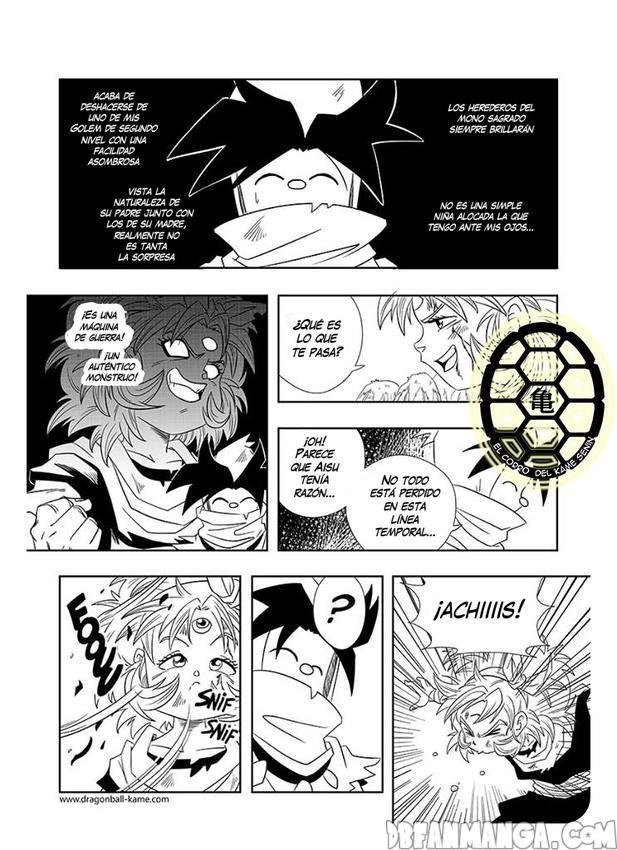 ACABA DE
DESHACERSE DE
UNO DE MIS
GOLEM DE SEGUNDO
NIVEL CON UNA
FACILIDAD
ASOMBROSA
LOS HEREDEROS DEL
MONO SAGRADO
SIEMPRE BRILLARÁN
VISTA LA
NATURALEZA DE
SU PADRE JUNTO CON
LOS DE SU MADRE,
REALMENTE NO
ES TANTA
LA SORPRESA
NO ES UNA SIMPLE
NIÑA ALOCADA LA QUE
TENGO ANTE MIS OJOS...
¡ES UNA
MÁQUINA
DE GUERRA!
¡UN
AUTÉNTICO
MONSTRUO!
¿QUÉ ES
LO QUE
TE PASA?
亀
EL CORRO DEL KAME SENIN
¡OH!
PARECE
QUE AISU
TENÍA
RAZÓN...
NO TODO
ESTÁ PERDIDO
EN ESTA
LÍNEA
TEMPORAL...
FOOU
SNIF
SNIF
?
¡ACHIIIIS!
www.dragonball-kame.com
DBFANMANGA.COM